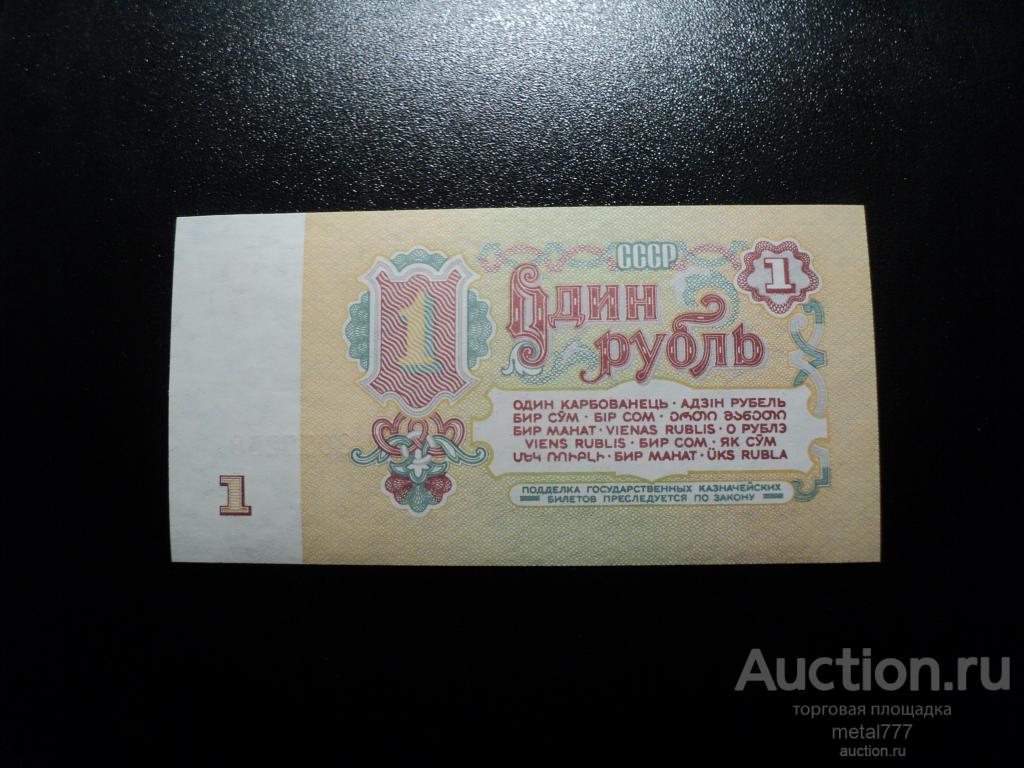 СССР
1
1
Один
рубль
ОДИН КАРБОВАНЕЦЬ · АДЗІН РУБЕЛЬ
БИР СЎМ · БІР СОМ · ᲔᲠᲗᲘ ᲛᲐᲜᲔᲗᲘ
БИР МАНАТ · VIENAS RUBLIS · О РУБЛЭ
VIENS RUBLIS · БИР СОМ · ЯК СӮМ
ՄԵԿ ՌՈՒԲԼԻ · БИР МАНАТ · ÜKS RUBLA
ПОДДЕЛКА ГОСУДАРСТВЕННЫХ КАЗНАЧЕЙСКИХ
БИЛЕТОВ ПРЕСЛЕДУЕТСЯ ПО ЗАКОНУ
1
Auction.ru
торговая площадка
metal777
auction.ru